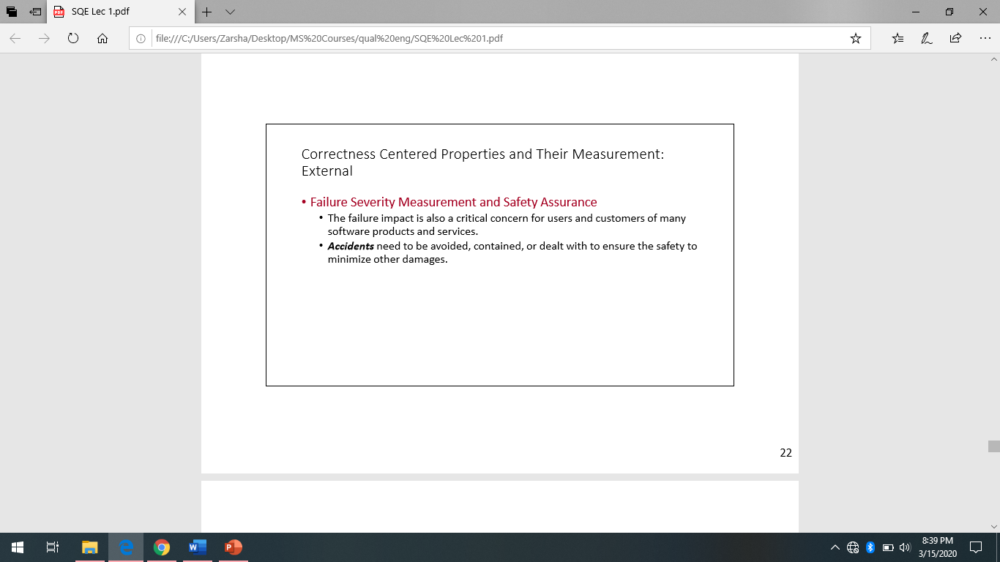 SQE Lec 1.pdf
file:///C:/Users/Zarsha/Desktop/MS%20Courses/qual%20eng/SQE%20Lec%201.pdf
Correctness Centered Properties and Their Measurement:
External
• Failure Severity Measurement and Safety Assurance
• The failure impact is also a critical concern for users and customers of many
software products and services.
• Accidents need to be avoided, contained, or dealt with to ensure the safety to
minimize other damages.
22
8:39 PM
3/15/2020